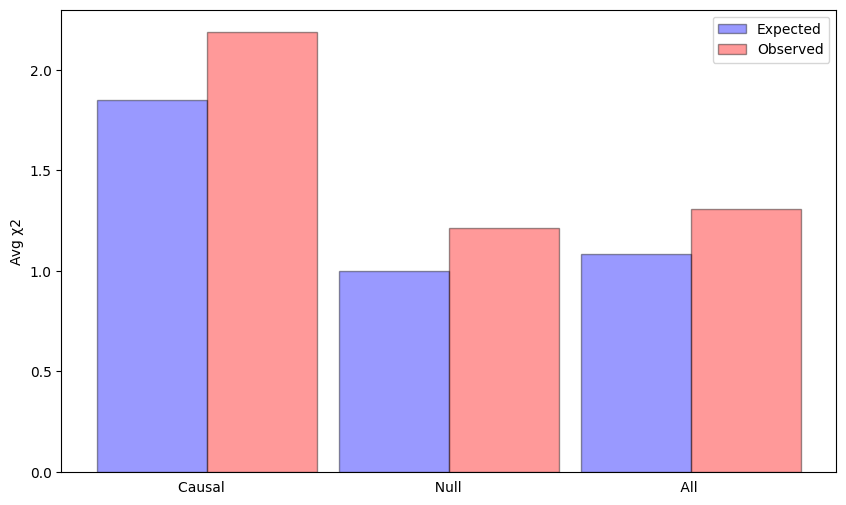 Expected
Observed
2.0
1.5
1.0
0.5
0.0
Avg χ2
Causal
Null
All